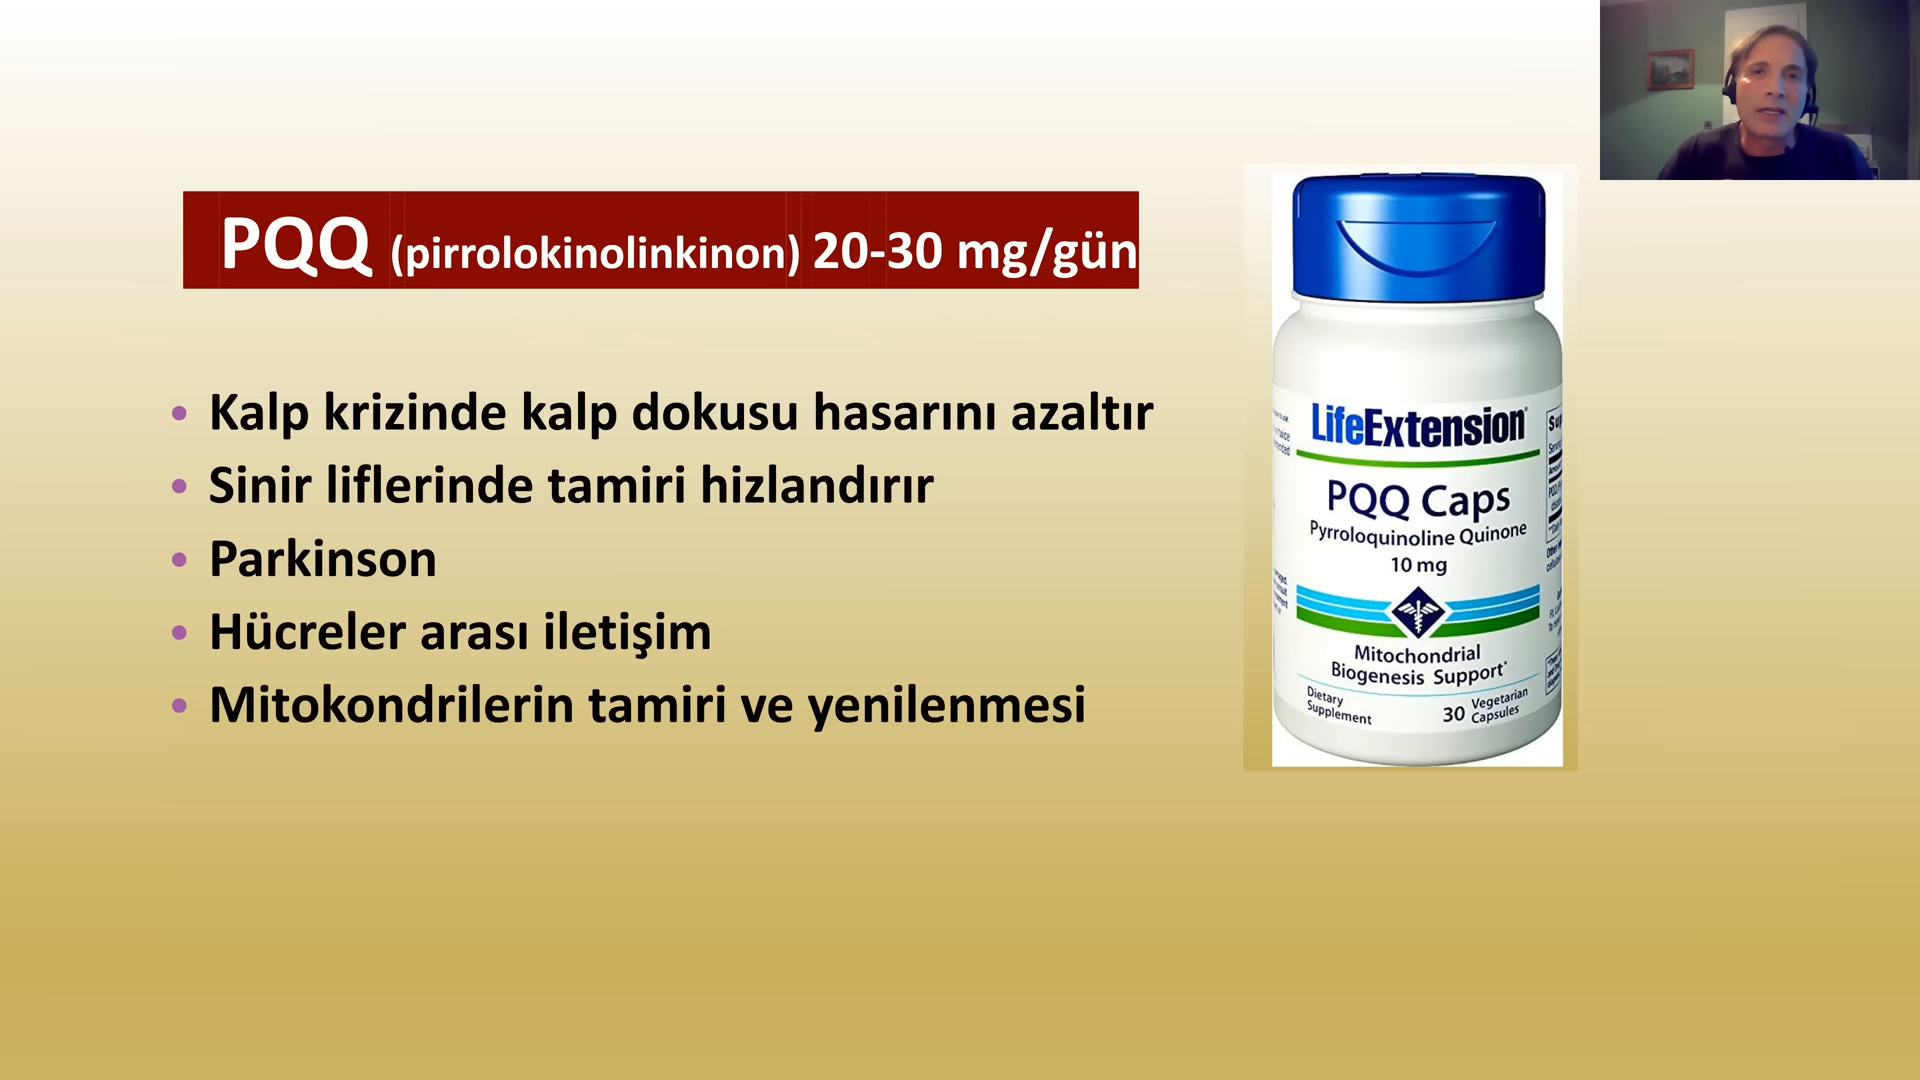 PQQ (pirrolokinolinkinon) 20-30 mg/gün
• Kalp krizinde kalp dokusu hasarını azaltır
• Sinir liflerinde tamiri hizlandırır
• Parkinson
• Hücreler arası iletişim
• Mitokondrilerin tamiri ve yenilenmesi
LifeExtension
PQQ Caps
Pyrroloquinoline Quinone
10 mg
Mitochondrial
Biogenesis Support*
Dietary
Supplement
30 Vegetarian
Capsules